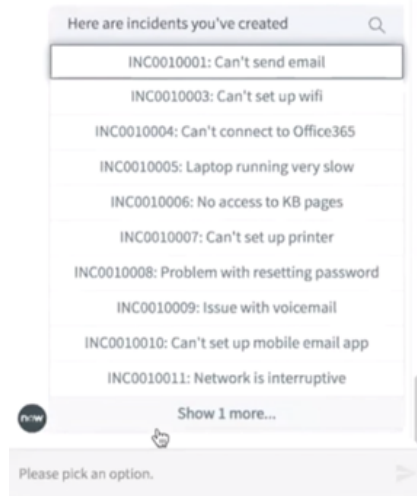 Here are incidents you've created
INC0010001: Can't send email
INC0010003: Can't set up wifi
INC0010004: Can't connect to Office365
INC0010005: Laptop running very slow
INC0010006: No access to KB pages
INC0010007: Can't set up printer
INC0010008: Problem with resetting password
INC0010009: Issue with voicemail
INC0010010: Can't set up mobile email app
INC0010011: Network is interruptive
Show 1 more...
now
Please pick an option.